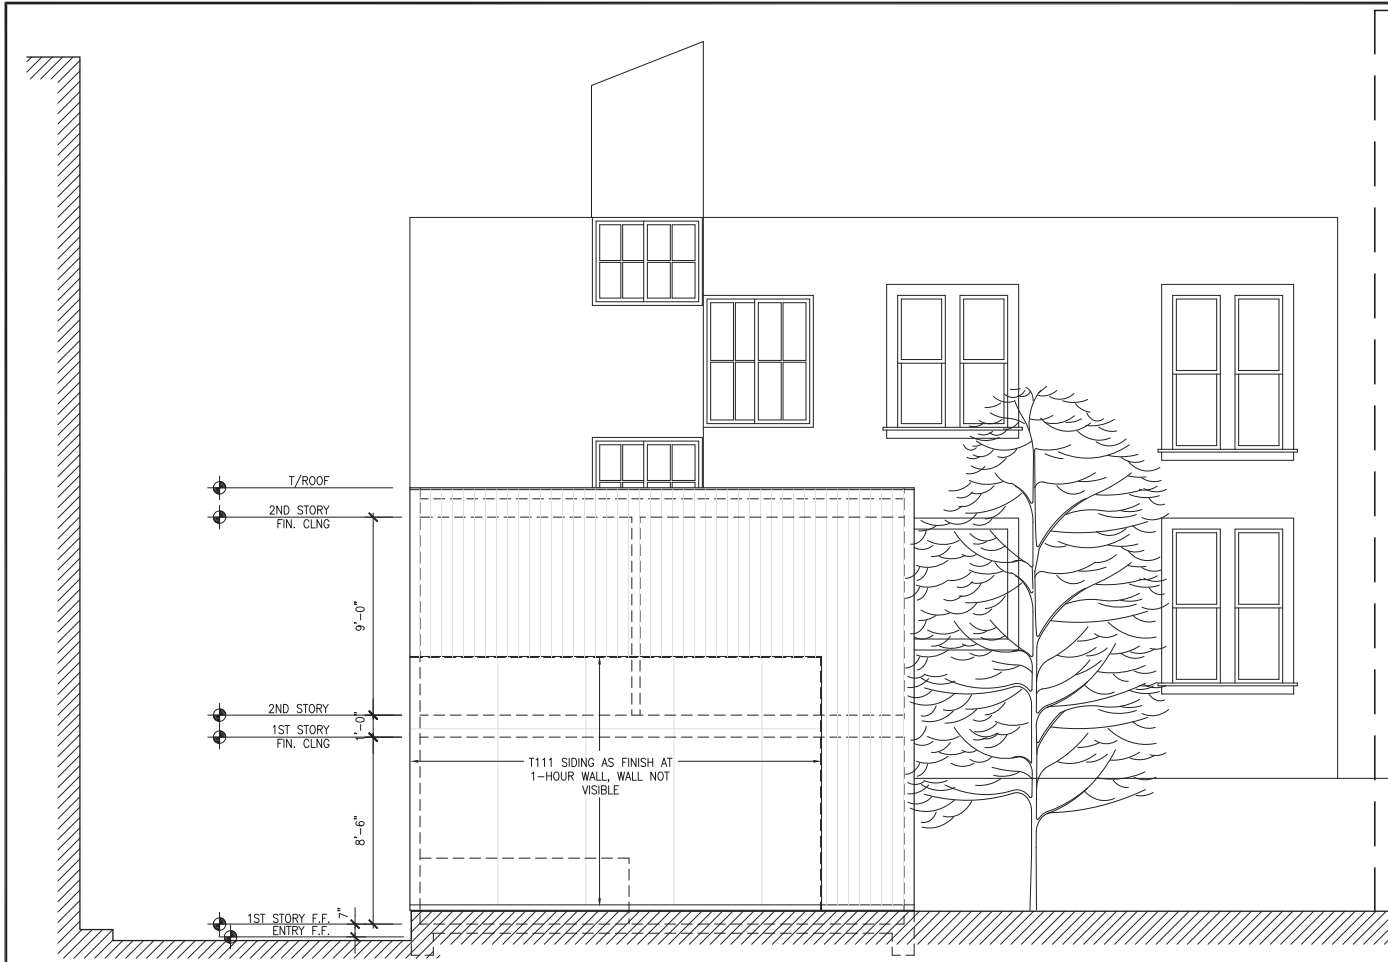 T/ROOF
2ND STORY
FIN. CLNG
9'-0"
2ND STORY
1'-0"
1ST STORY
FIN. CLNG
T111 SIDING AS FINISH AT
1-HOUR WALL, WALL NOT
VISIBLE
8'-6"
1ST STORY F.F.
7"
ENTRY F.F.